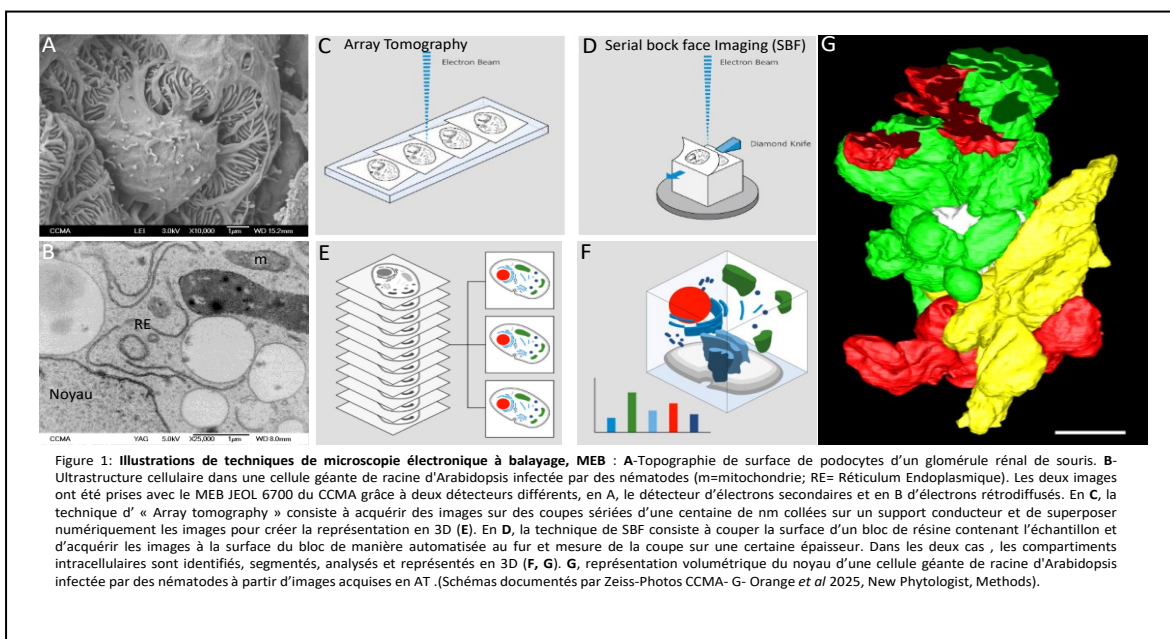 A
CCMA LEI 3.0kV X10,000 1µm WD 15.2mm
B
m
RE
Noyau
CCMA YAG 5.0kV X25,000 1µm WD 8.0mm
C Array Tomography
Electron Beam
D Serial bock face Imaging (SBF)
Electron Beam
Diamond Knife
E
F
G
Figure 1: Illustrations de techniques de microscopie électronique à balayage, MEB : A-Topographie de surface de podocytes d’un glomérule rénal de souris. B-
Ultrastructure cellulaire dans une cellule géante de racine d'Arabidopsis infectée par des nématodes (m=mitochondrie; RE= Réticulum Endoplasmique). Les deux images
ont été prises avec le MEB JEOL 6700 du CCMA grâce à deux détecteurs différents, en A, le détecteur d’électrons secondaires et en B d’électrons rétrodiffusés. En C, la
technique d’ « Array tomography » consiste à acquérir des images sur des coupes sériées d’une centaine de nm collées sur un support conducteur et de superposer
numériquement les images pour créer la représentation en 3D (E). En D, la technique de SBF consiste à couper la surface d’un bloc de résine contenant l’échantillon et
d’acquérir les images à la surface du bloc de manière automatisée au fur et mesure de la coupe sur une certaine épaisseur. Dans les deux cas , les compartiments
intracellulaires sont identifiés, segmentés, analysés et représentés en 3D (F, G). G, représentation volumétrique du noyau d’une cellule géante de racine d'Arabidopsis
infectée par des nématodes à partir d’images acquises en AT .(Schémas documentés par Zeiss-Photos CCMA- G- Orange et al 2025, New Phytologist, Methods).